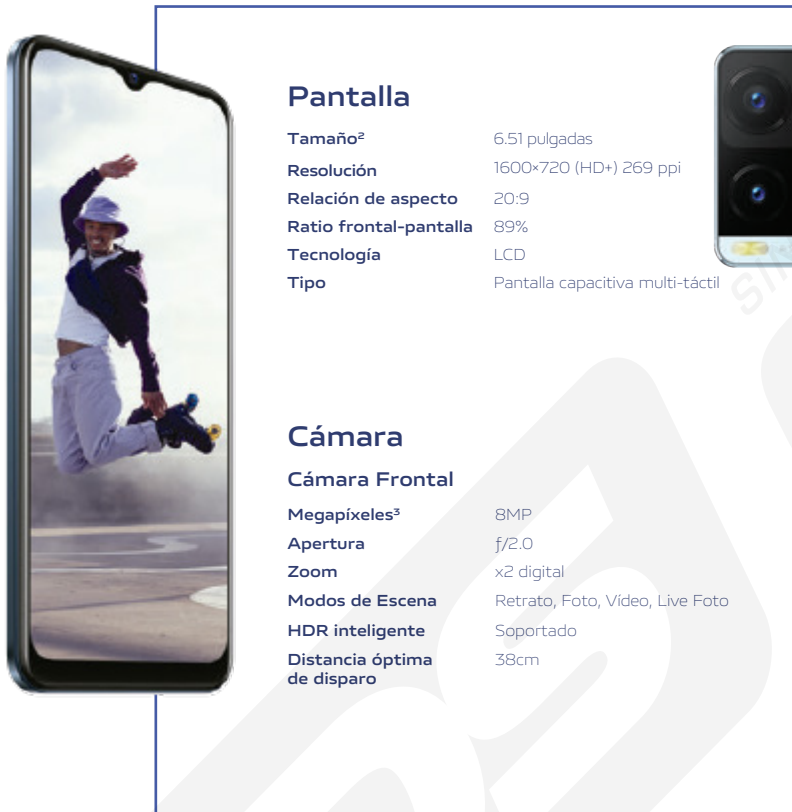 Pantalla
Tamaño² 6.51 pulgadas
Resolución 1600×720 (HD+) 269 ppi
Relación de aspecto 20:9
Ratio frontal-pantalla 89%
Tecnología LCD
Tipo Pantalla capacitiva multi-táctil
Cámara
Cámara Frontal
Megapíxeles³ 8MP
Apertura ƒ/2.0
Zoom x2 digital
Modos de Escena Retrato, Foto, Vídeo, Live Foto
HDR inteligente Soportado
Distancia óptima 38cm
de disparo